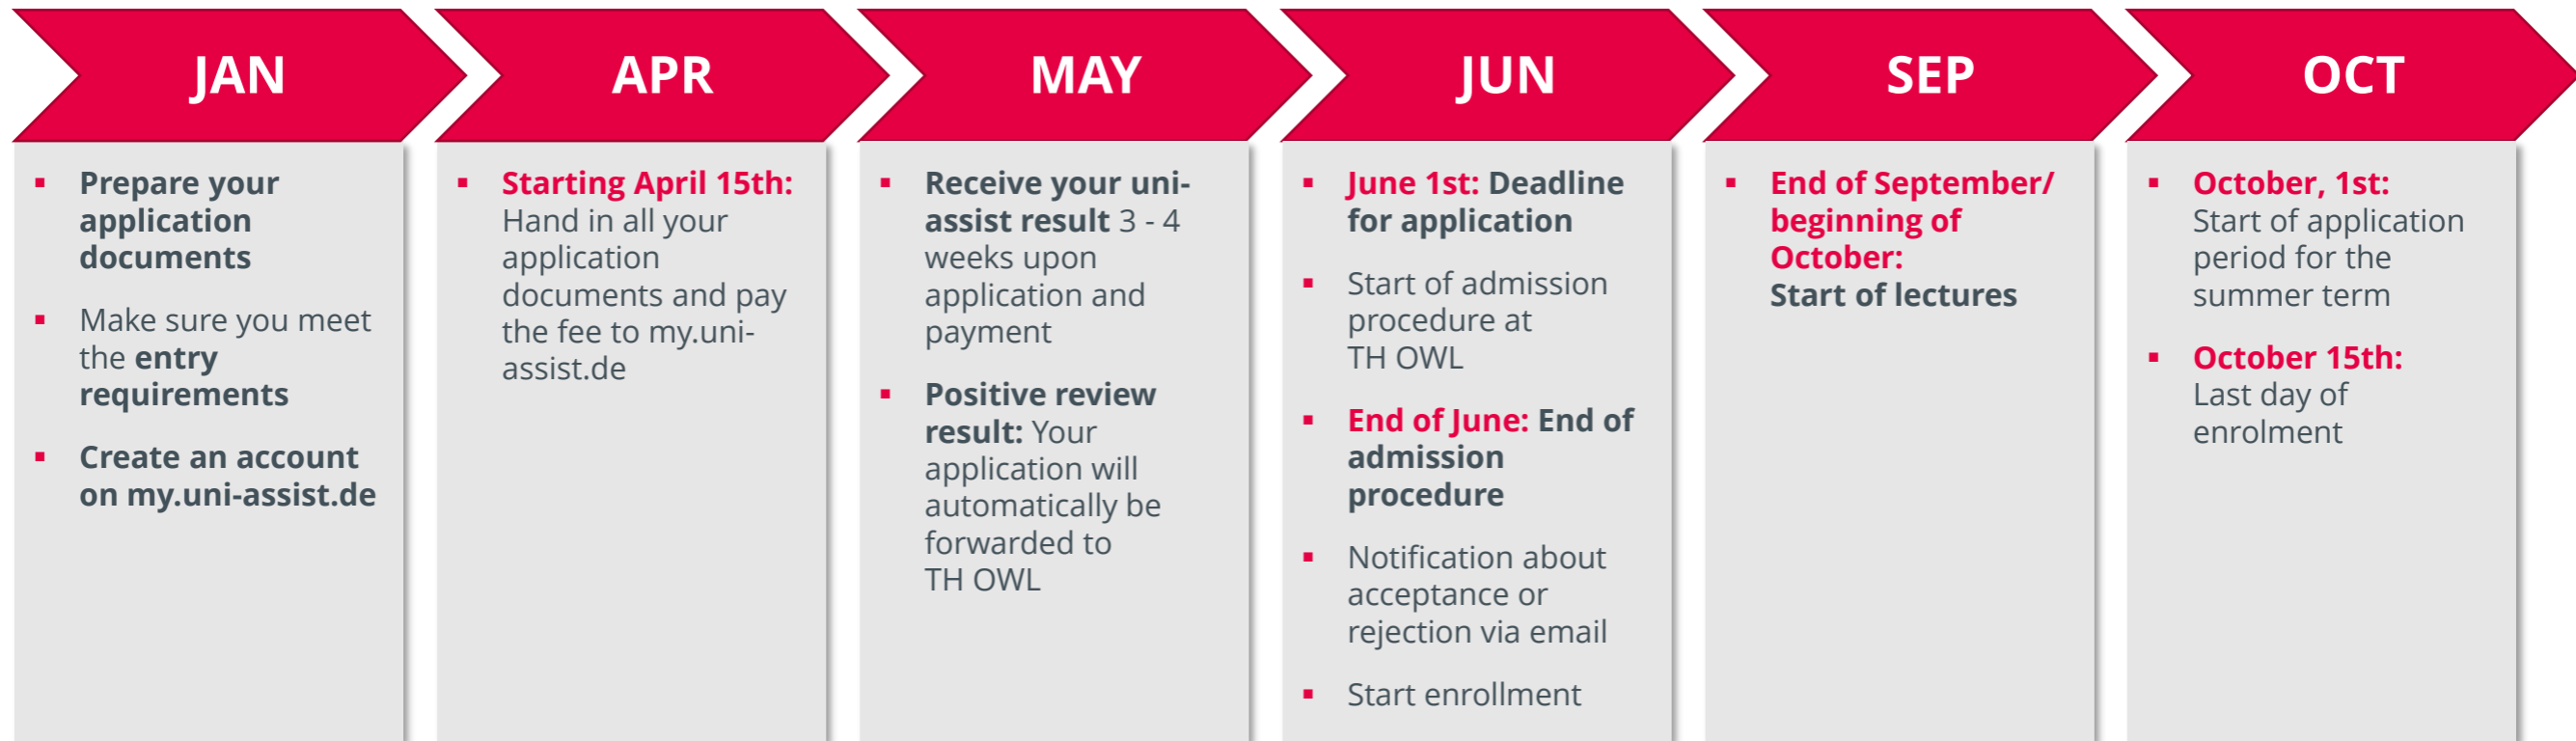 JAN
Prepare your
application
documents
Make sure you meet
the entry
requirements
Create an account
on my.uni-assist.de
APR
Starting April 15th:
Hand in all your
application
documents and pay
the fee to my.uni-
assist.de
MAY
Receive your uni-
assist result 3 - 4
weeks upon
application and
payment
Positive review
result: Your
application will
automatically be
forwarded to
TH OWL
JUN
June 1st: Deadline
for application
Start of admission
procedure at
TH OWL
End of June: End of
admission
procedure
Notification about
acceptance or
rejection via email
Start enrollment
SEP
End of September/
beginning of
October:
Start of lectures
OCT
October, 1st:
Start of application
period for the
summer term
October 15th:
Last day of
enrolment